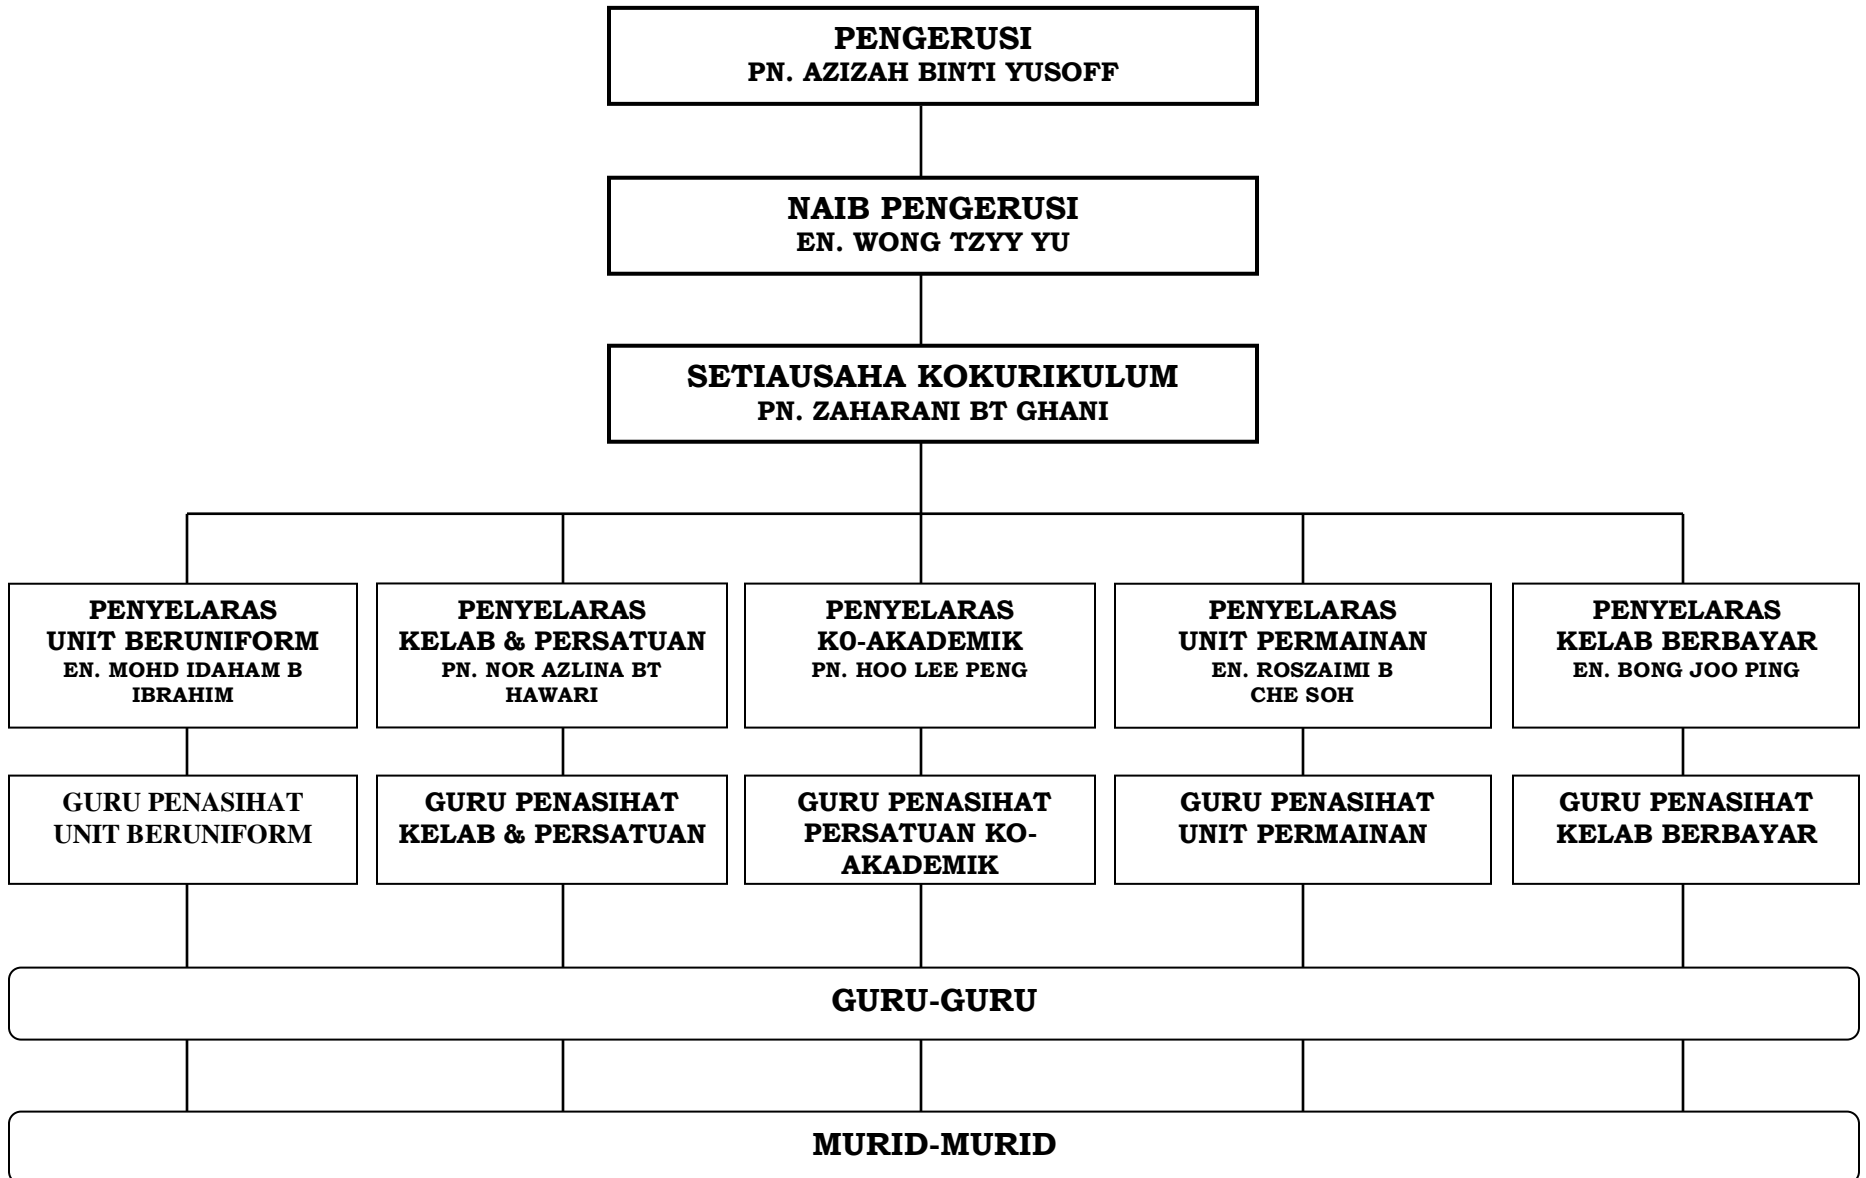 PENGERUSI
PN. AZIZAH BINTI YUSOFF
NAIB PENGERUSI
EN. WONG TZYY YU
SETIAUSAHA KOKURIKULUM
PN. ZAHARANI BT GHANI
PENYELARAS
UNIT BERUNIFORM
EN. MOHD IDAHAM B
IBRAHIM
PENYELARAS
KELAB & PERSATUAN
PN. NOR AZLINA BT
HAWARI
PENYELARAS
K0-AKADEMIK
PN. HOO LEE PENG
PENYELARAS
UNIT PERMAINAN
EN. ROSZAIMI B
CHE SOH
PENYELARAS
KELAB BERBAYAR
EN. BONG JOO PING
GURU PENASIHAT
UNIT BERUNIFORM
GURU PENASIHAT
KELAB & PERSATUAN
GURU PENASIHAT
PERSATUAN KO-
AKADEMIK
GURU PENASIHAT
UNIT PERMAINAN
GURU PENASIHAT
KELAB BERBAYAR
GURU-GURU
MURID-MURID